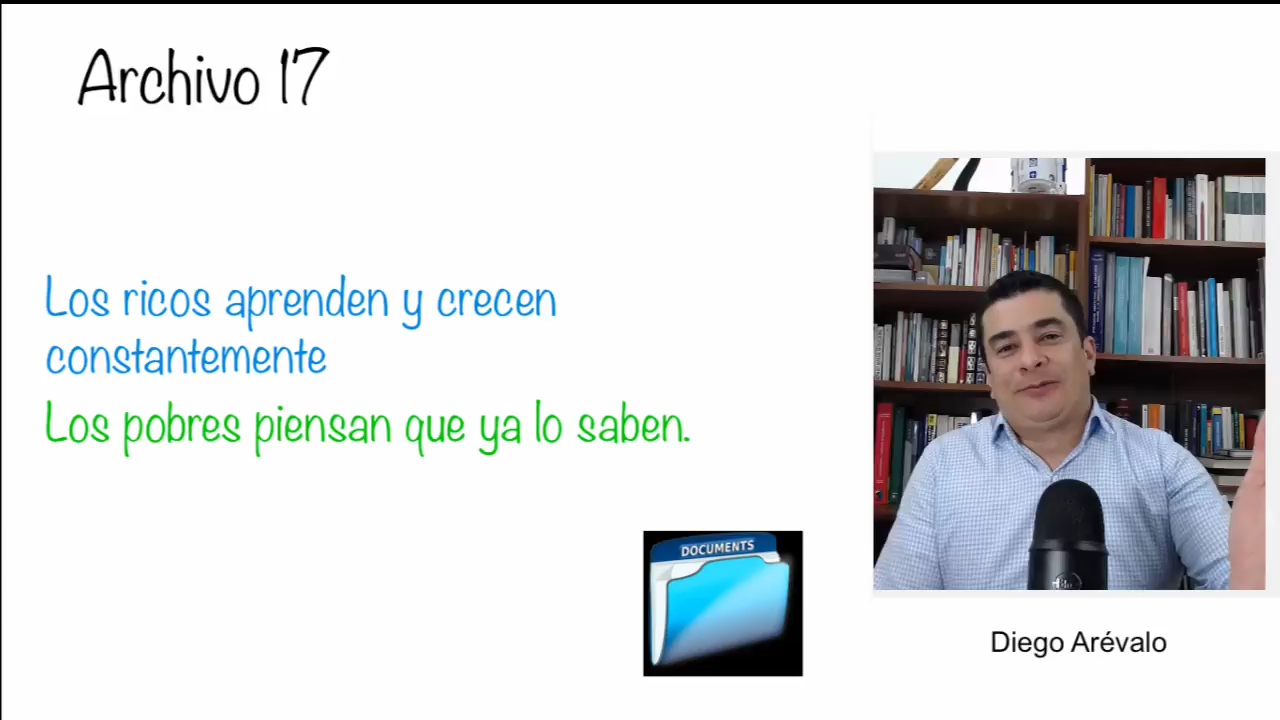 Archivo 17
Los ricos aprenden y crecen
constantemente
Los pobres piensan que ya lo saben.
DOCUMENTS
Diego Arévalo